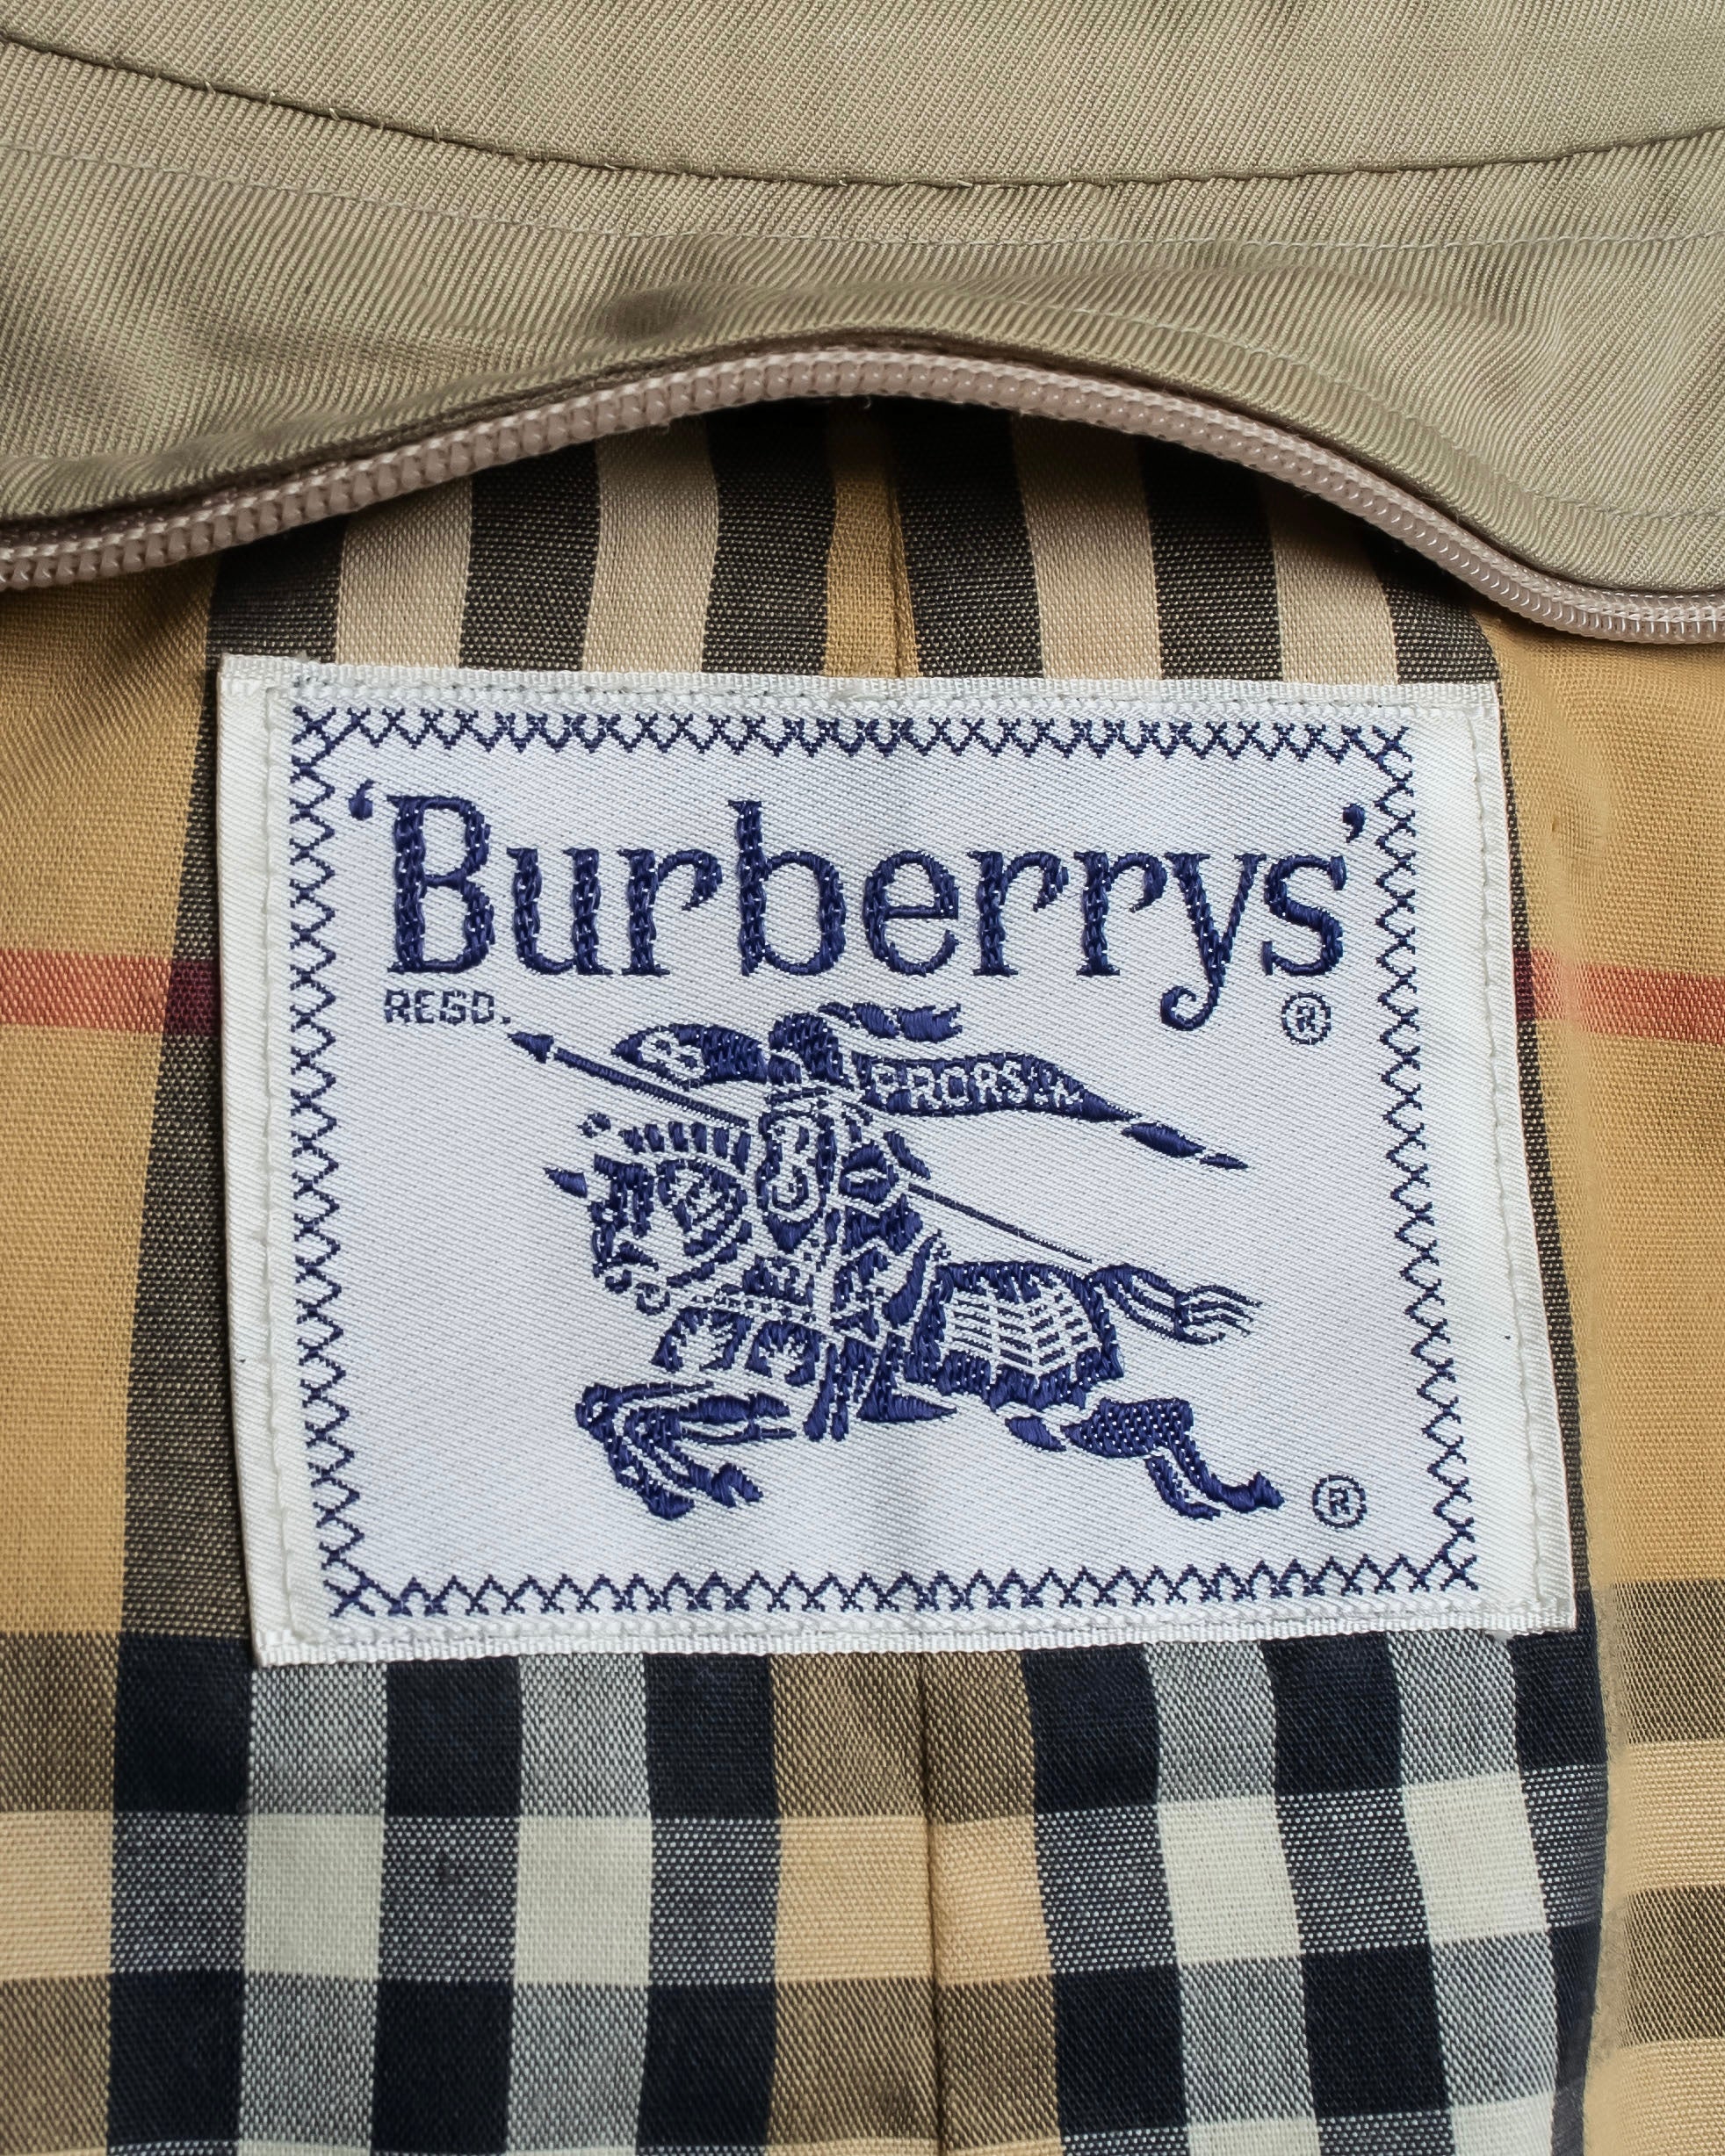 ‘Burberrys’
REGD. ®
PRORSUM
®